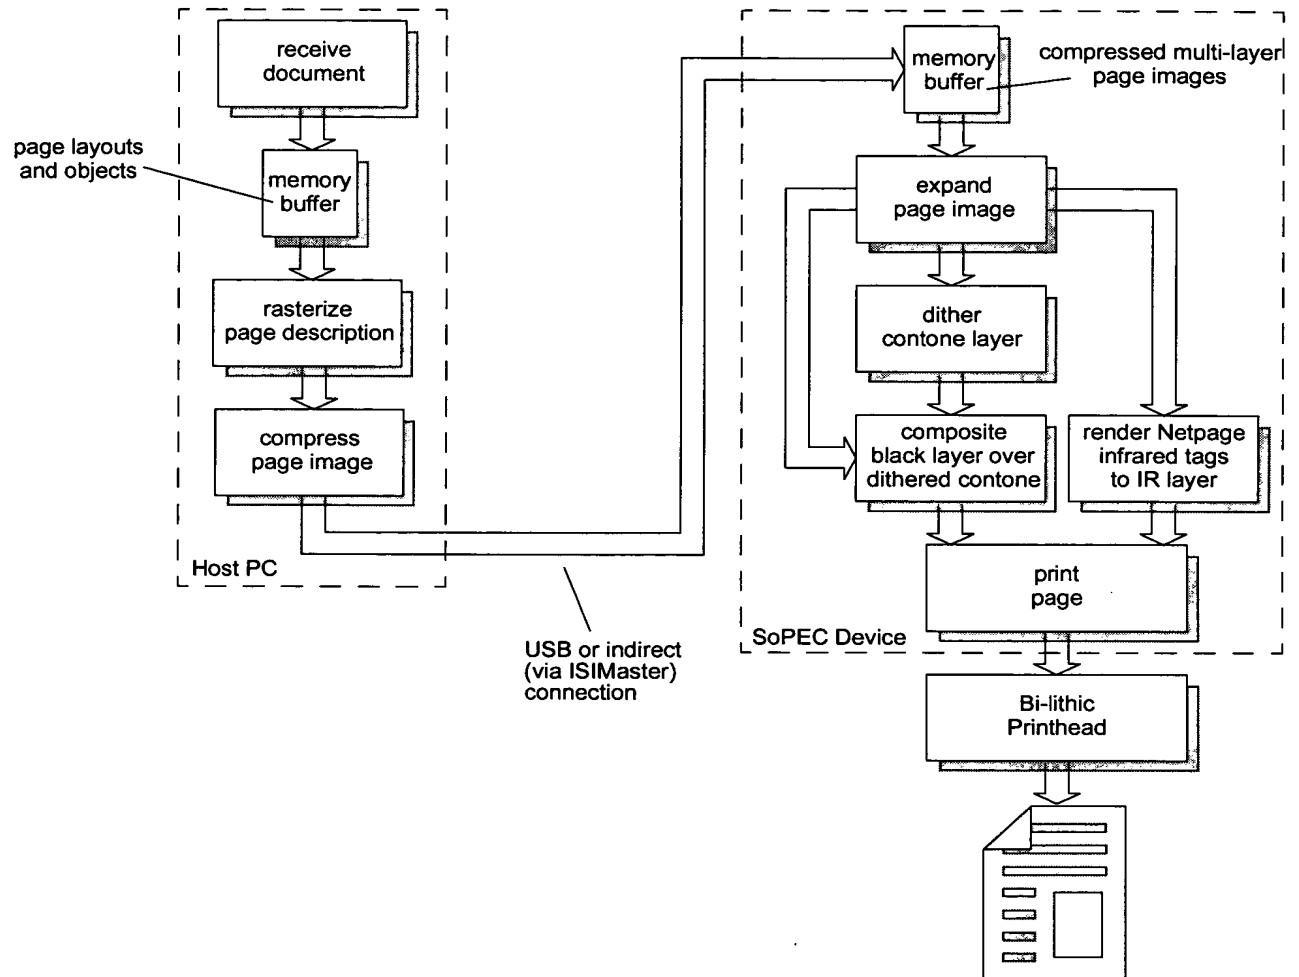 receive
document
page layouts
and objects
memory
buffer
rasterize
page description
compress
page image
Host PC
USB or indirect
(via ISIMaster)
connection
memory
buffer
compressed multi-layer
page images
expand
page image
dither
contone layer
composite
black layer over
dithered contone
render Netpage
infrared tags
to IR layer
print
page
SoPEC Device
Bi-lithic
Printhead